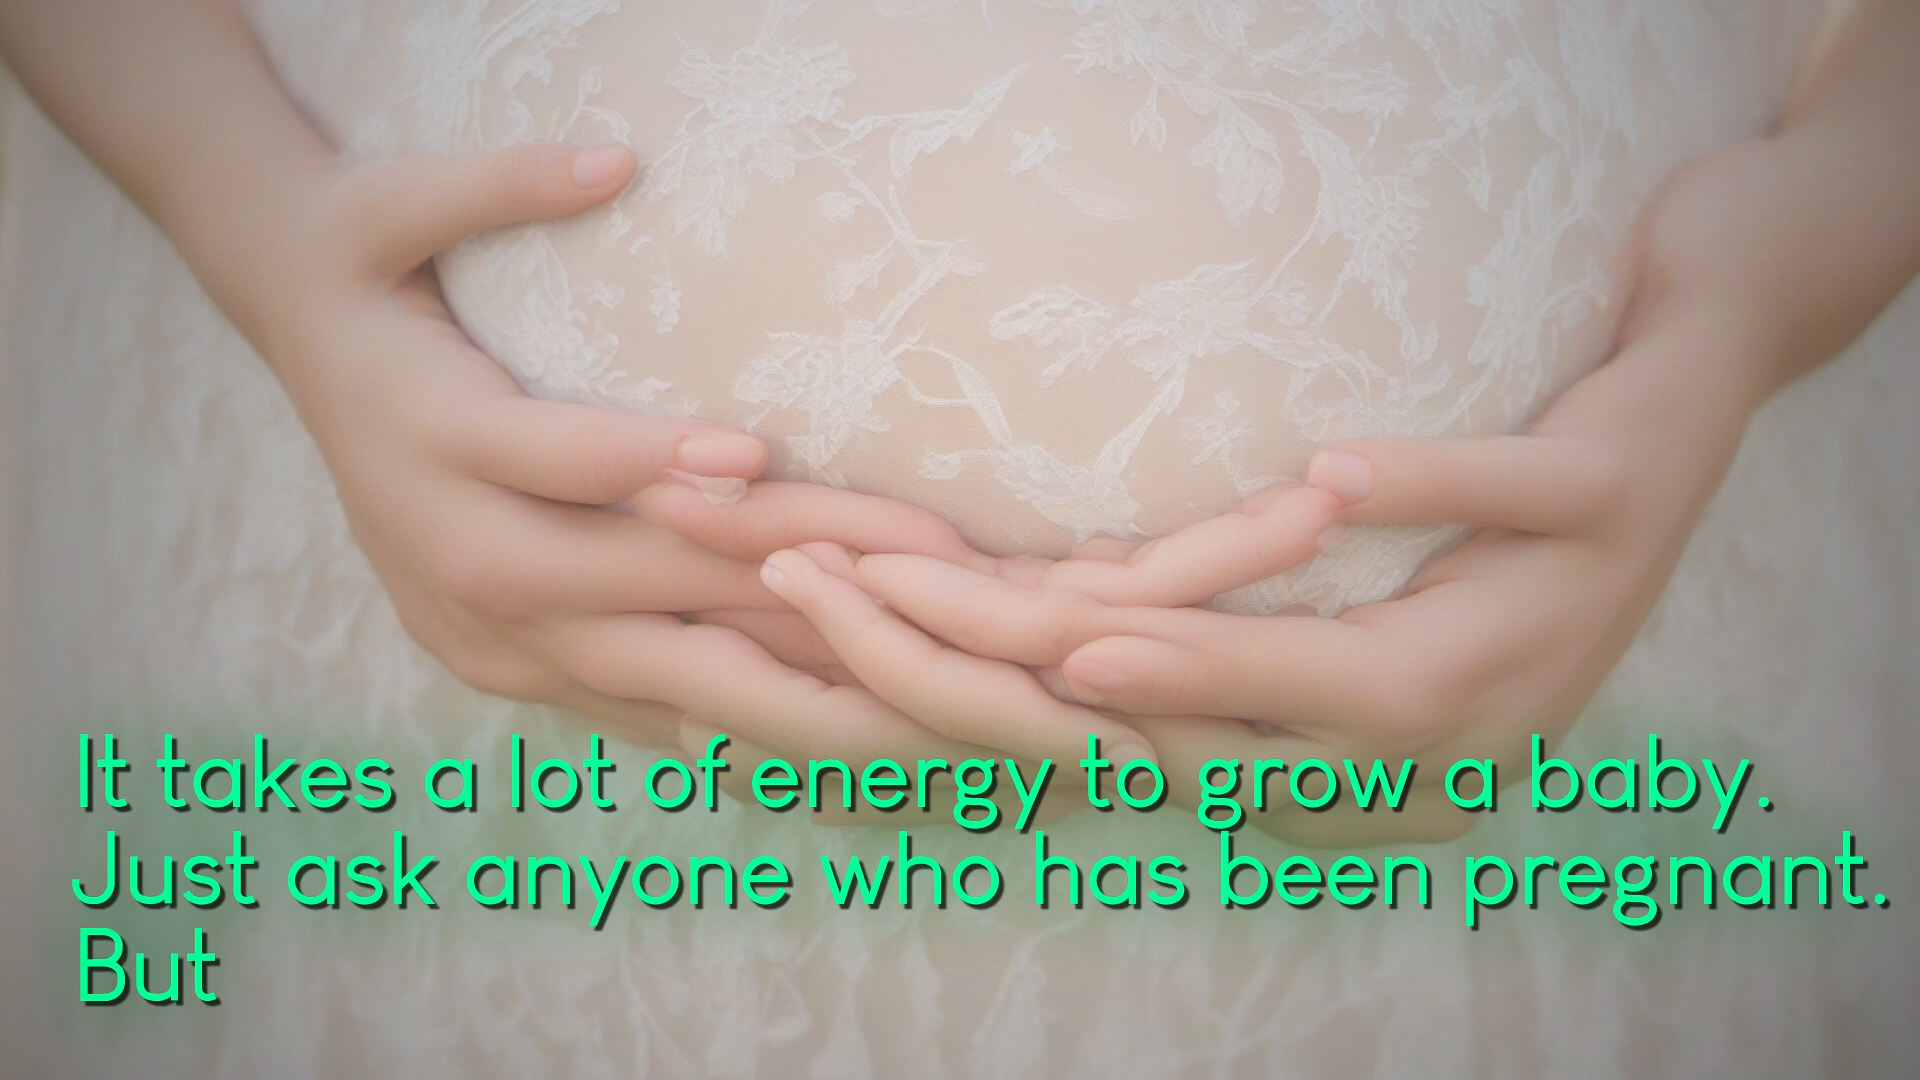 It takes a lot of energy to grow a baby.
Just ask anyone who has been pregnant.
But